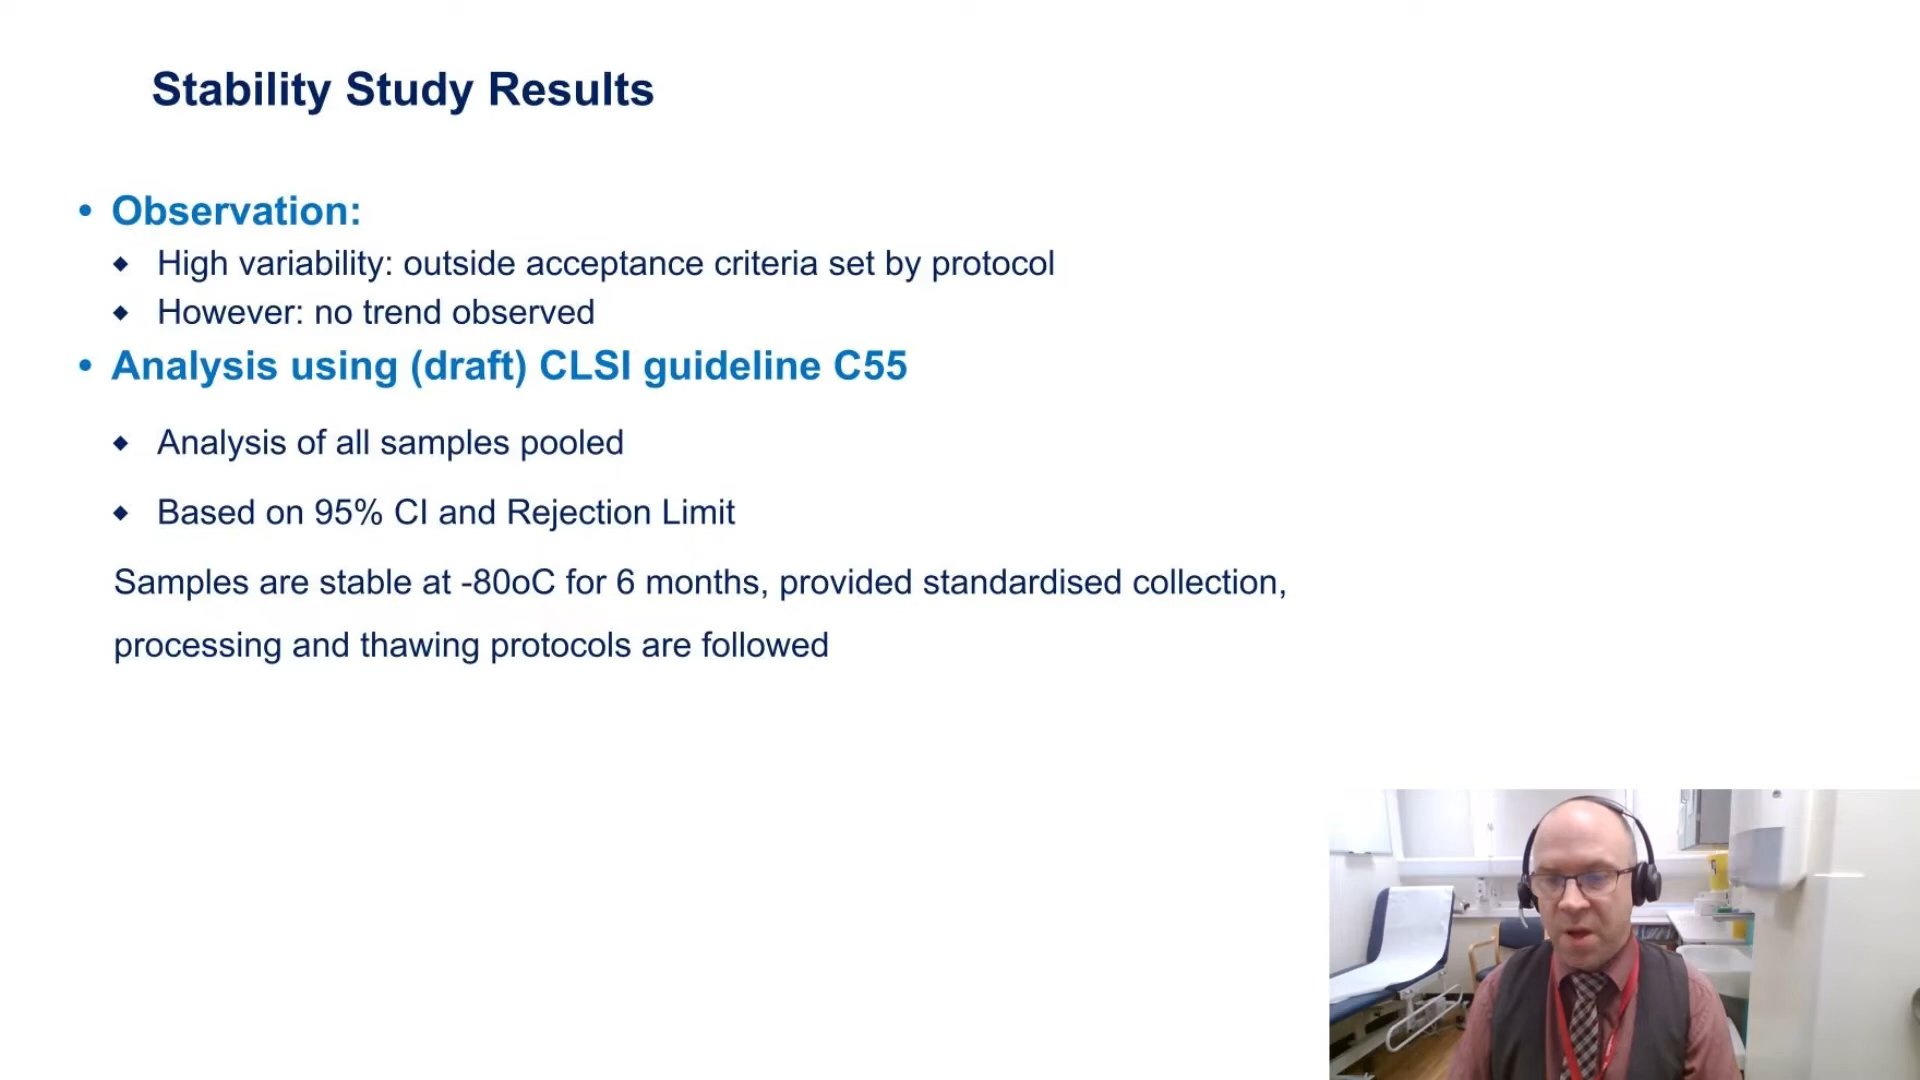 Stability Study Results
• Observation:
◆ High variability: outside acceptance criteria set by protocol
◆ However: no trend observed
• Analysis using (draft) CLSI guideline C55
◆ Analysis of all samples pooled
◆ Based on 95% CI and Rejection Limit
Samples are stable at -80oC for 6 months, provided standardised collection,
processing and thawing protocols are followed